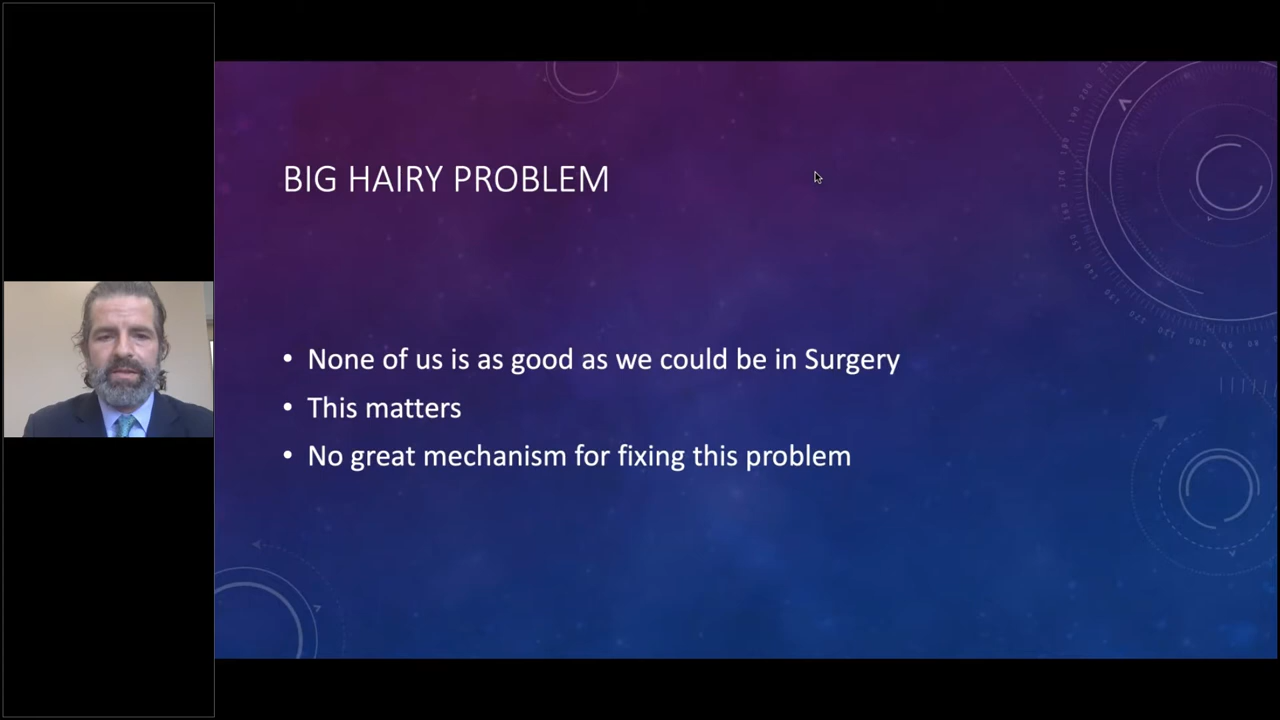 BIG HAIRY PROBLEM
• None of us is as good as we could be in Surgery
• This matters
• No great mechanism for fixing this problem